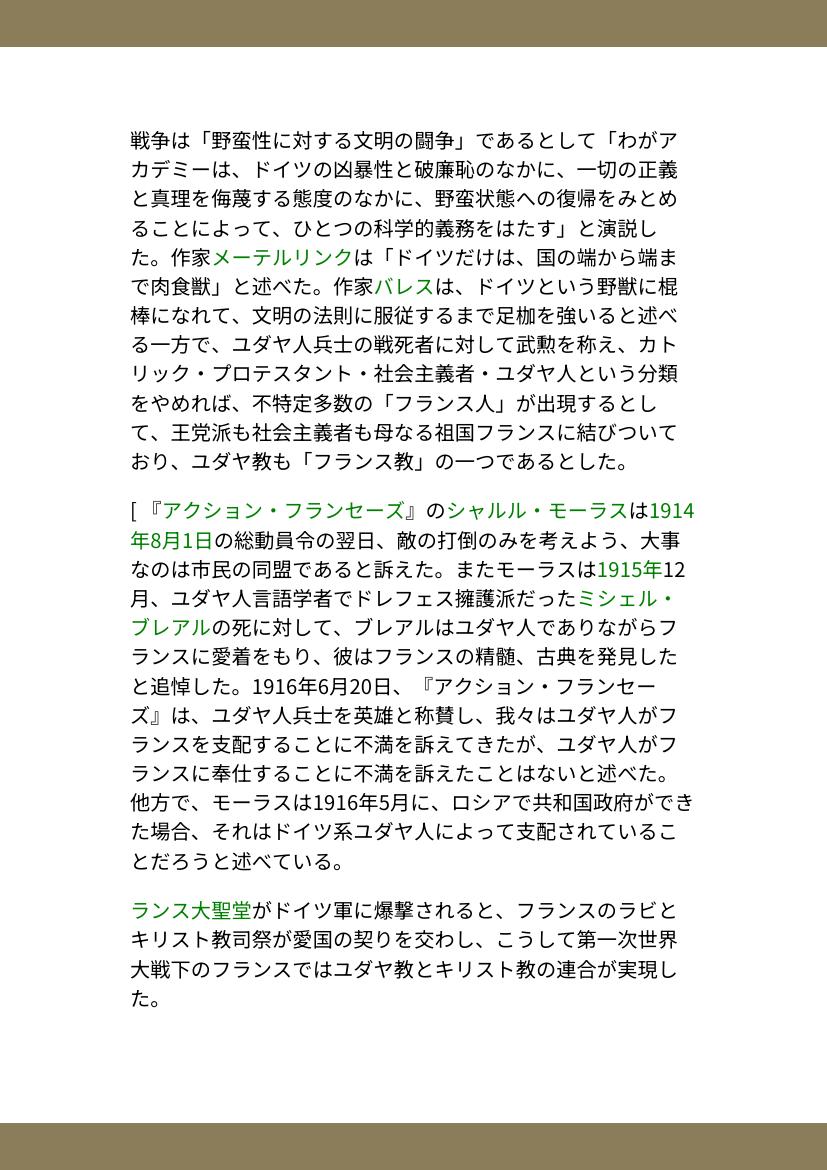 戦争は「野蛮性に対する文明の闘争」であるとして「わがア
カデミーは、ドイツの凶暴性と破廉恥のなかに、一切の正義
と真理を侮蔑する態度のなかに、野蛮状態への復帰をみとめ
ることによって、ひとつの科学的義務をはたす」と演説し
た。作家メーテルリンクは「ドイツだけは、国の端から端ま
で肉食獣」と述べた。作家バレスは、ドイツという野獣に棍
棒になれて、文明の法則に服従するまで足枷を強いると述べ
る一方で、ユダヤ人兵士の戦死者に対して武勲を称え、カト
リック・プロテスタント・社会主義者・ユダヤ人という分類
をやめれば、不特定多数の「フランス人」が出現するとし
て、王党派も社会主義者も母なる祖国フランスに結びついて
おり、ユダヤ教も「フランス教」の一つであるとした。
[ 『アクション・フランセーズ』のシャルル・モーラスは1914
年8月1日の総動員令の翌日、敵の打倒のみを考えよう、大事
なのは市民の同盟であると訴えた。またモーラスは1915年12
月、ユダヤ人言語学者でドレフェス擁護派だったミシェル・
ブレアルの死に対して、ブレアルはユダヤ人でありながらフ
ランスに愛着をもり、彼はフランスの精髄、古典を発見した
と追悼した。1916年6月20日、『アクション・フランセー
ズ』は、ユダヤ人兵士を英雄と称賛し、我々はユダヤ人がフ
ランスを支配することに不満を訴えてきたが、ユダヤ人がフ
ランスに奉仕することに不満を訴えたことはないと述べた。
他方で、モーラスは1916年5月に、ロシアで共和国政府ができ
た場合、それはドイツ系ユダヤ人によって支配されているこ
とだろうと述べている。
ランス大聖堂がドイツ軍に爆撃されると、フランスのラビと
キリスト教司祭が愛国の契りを交わし、こうして第一次世界
大戦下のフランスではユダヤ教とキリスト教の連合が実現し
た。